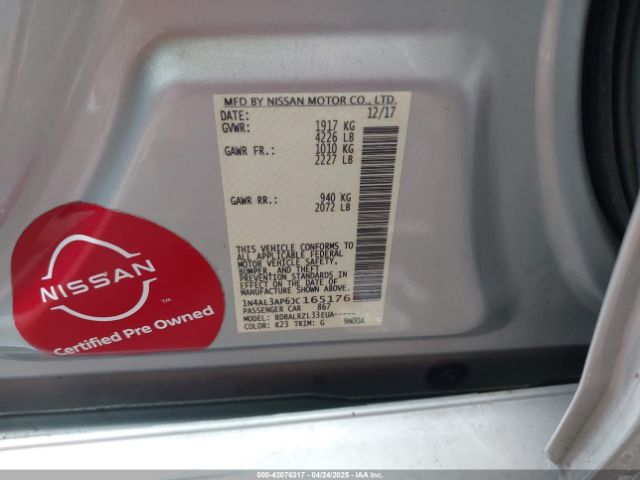 MFD BY NISSAN MOTOR CO., LTD.
DATE: 12/17
GVWR: 1917 KG
4226 LB
GAWR FR.: 1010 KG
2227 LB
GAWR RR.: 940 KG
2072 LB
THIS VEHICLE CONFORMS TO
ALL APPLICABLE FEDERAL
MOTOR VEHICLE SAFETY,
BUMPER, AND THEFT
PREVENTION STANDARDS
IN EFFECT ON THE DATE OF
MANUFACTURE SHOWN ABOVE.
1N4AL3AP6JC165176
PASSENGER CAR 867
MODEL: BDBALRZL33EUA-----
COLOR: K23 TRIM: G 9N00A
NISSAN
Certified Pre Owned™
000-42076317 - 04/24/2025 - IAAI.COM